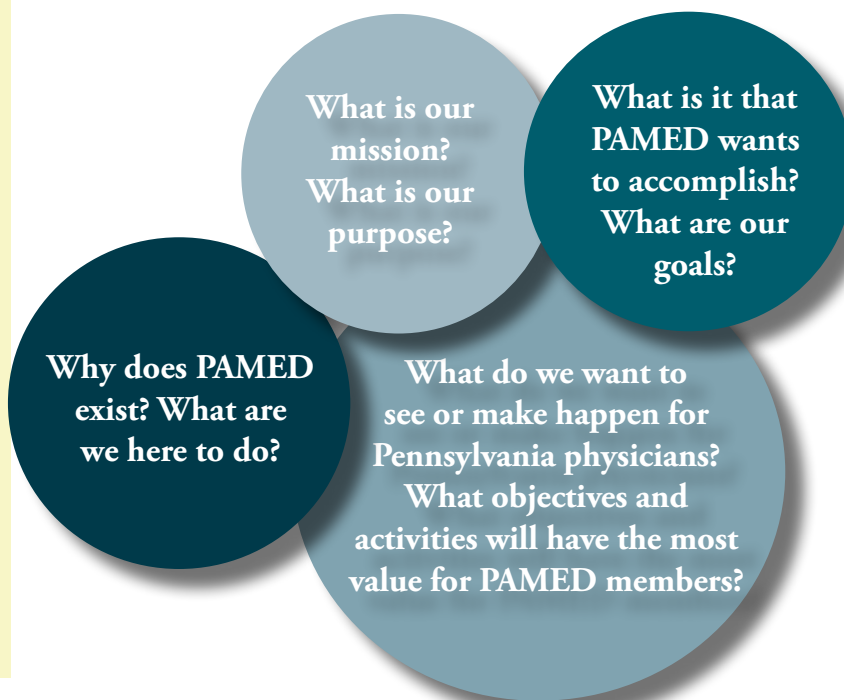 What is our
mission?
What is our
purpose?
What is it that
PAMED wants
to accomplish?
What are our
goals?
Why does PAMED
exist? What are
we here to do?
What do we want to
see or make happen for
Pennsylvania physicians?
What objectives and
activities will have the most
value for PAMED members?